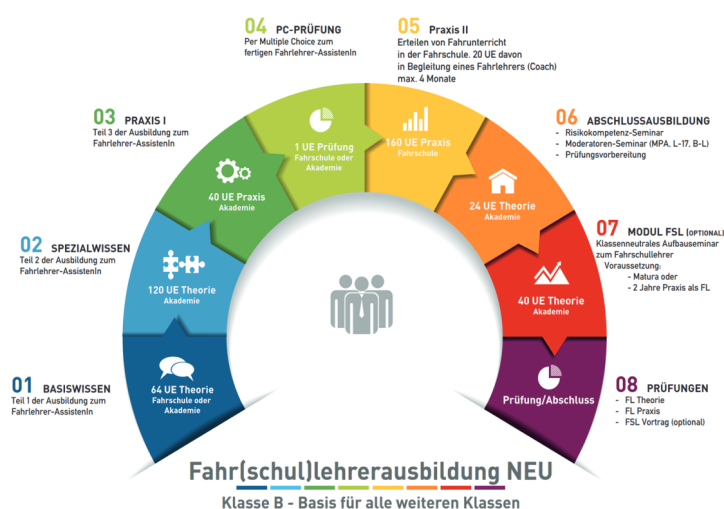 04 PC-PRÜFUNG
Per Multiple Choice zum
fertigen Fahrlehrer-AssistenIn
05 Praxis II
Erteilen von Fahrunterricht
in der Fahrschule. 20 UE davon
in Begleitung eines Fahrlehrers (Coach)
max. 4 Monate
03 PRAXIS I
Teil 3 der Ausbildung zum
Fahrlehrer-AssistenIn
06 ABSCHLUSSAUSBILDUNG
- Risikokompetenz-Seminar
- Moderatoren-Seminar (MPA, L-17, B-L)
- Prüfungsvorbereitung
1 UE Prüfung
Fahrschule oder
Akademie
160 UE Praxis
Fahrschule
40 UE Praxis
Akademie
24 UE Theorie
Akademie
02 SPEZIALWISSEN
Teil 2 der Ausbildung zum
Fahrlehrer-AssistenIn
07 MODUL FSL (OPTIONAL)
Klassenneutrales Aufbauseminar
zum Fahrschullehrer
Voraussetzung:
- Matura oder
- 2 Jahre Praxis als FL
120 UE Theorie
Akademie
40 UE Theorie
Akademie
01 BASISWISSEN
Teil 1 der Ausbildung zum
Fahrlehrer-AssistenIn
64 UE Theorie
Fahrschule oder
Akademie
Prüfung/Abschluss
08 PRÜFUNGEN
- FL Theorie
- FL Praxis
- FSL Vortrag (optional)
Fahr(schul)lehrerausbildung NEU
Klasse B - Basis für alle weiteren Klassen